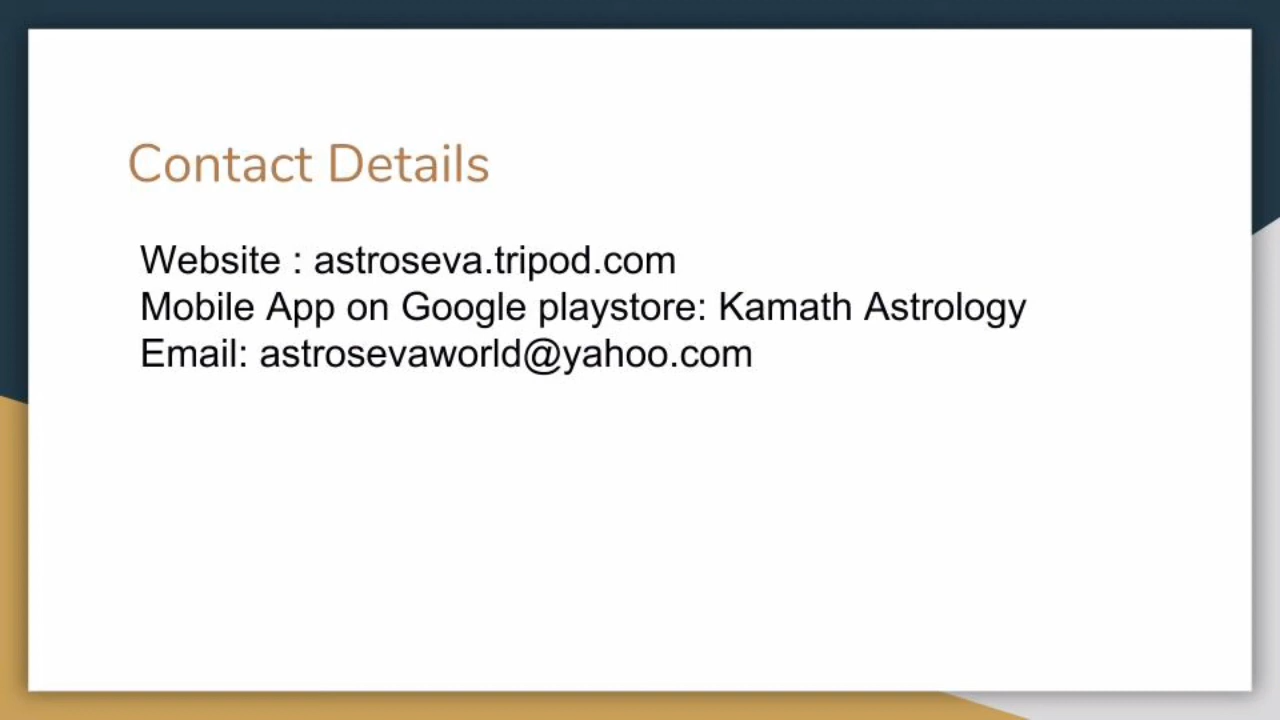 Contact Details
Website : astroseva.tripod.com
Mobile App on Google playstore: Kamath Astrology
Email: astrosevaworld@yahoo.com